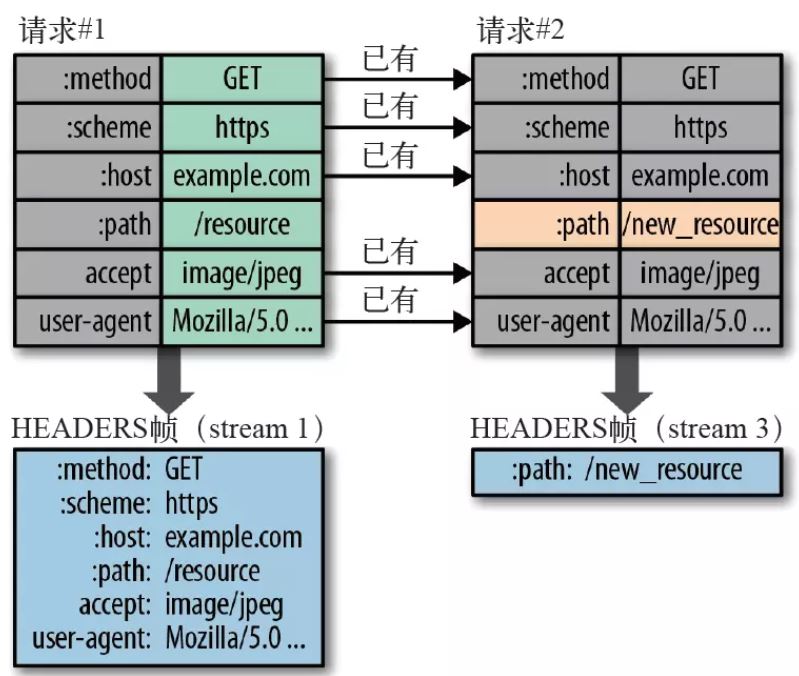 请求#1
:method GET
:scheme https
:host example.com
:path /resource
accept image/jpeg
user-agent Mozilla/5.0 ...
已有
已有
已有
已有
已有
请求#2
:method GET
:scheme https
:host example.com
:path /new_resource
accept image/jpeg
user-agent Mozilla/5.0 ...
HEADERS帧（stream 1）
:method: GET
:scheme: https
:host: example.com
:path: /resource
accept: image/jpeg
user-agent: Mozilla/5.0 ...
HEADERS帧（stream 3）
:path: /new_resource